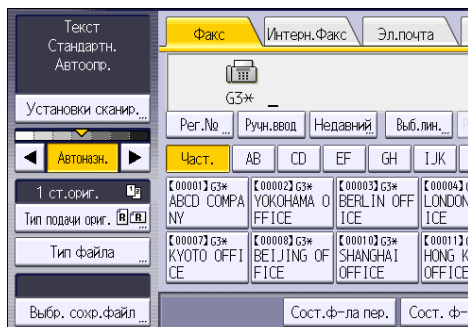 Текст
Стандартн.
Автоопр.
Установки сканир.
Автоназн.
1 ст.ориг.
Тип подачи ориг.
Тип файла
Выбр. сохр.файл
Факс
Интерн.Факс
Эл.почта
G3*
Рег.№
Ручн.ввод
Недавний
Выб.лин.
Част.
AB
CD
EF
GH
IJK
[00001] G3*
ABCD COMPA
NY
[00002] G3*
YOKOHAMA O
FFICE
[00003] G3*
BERLIN OFF
ICE
[00004]
LONDON
ICE
[00007] G3*
KYOTO OFFI
CE
[00008] G3*
BEIJING OF
FICE
[00010] G3*
SHANGHAI
OFFICE
[00011]
HONG K
OFFICE
Сост.ф-ла пер.
Сост. ф-